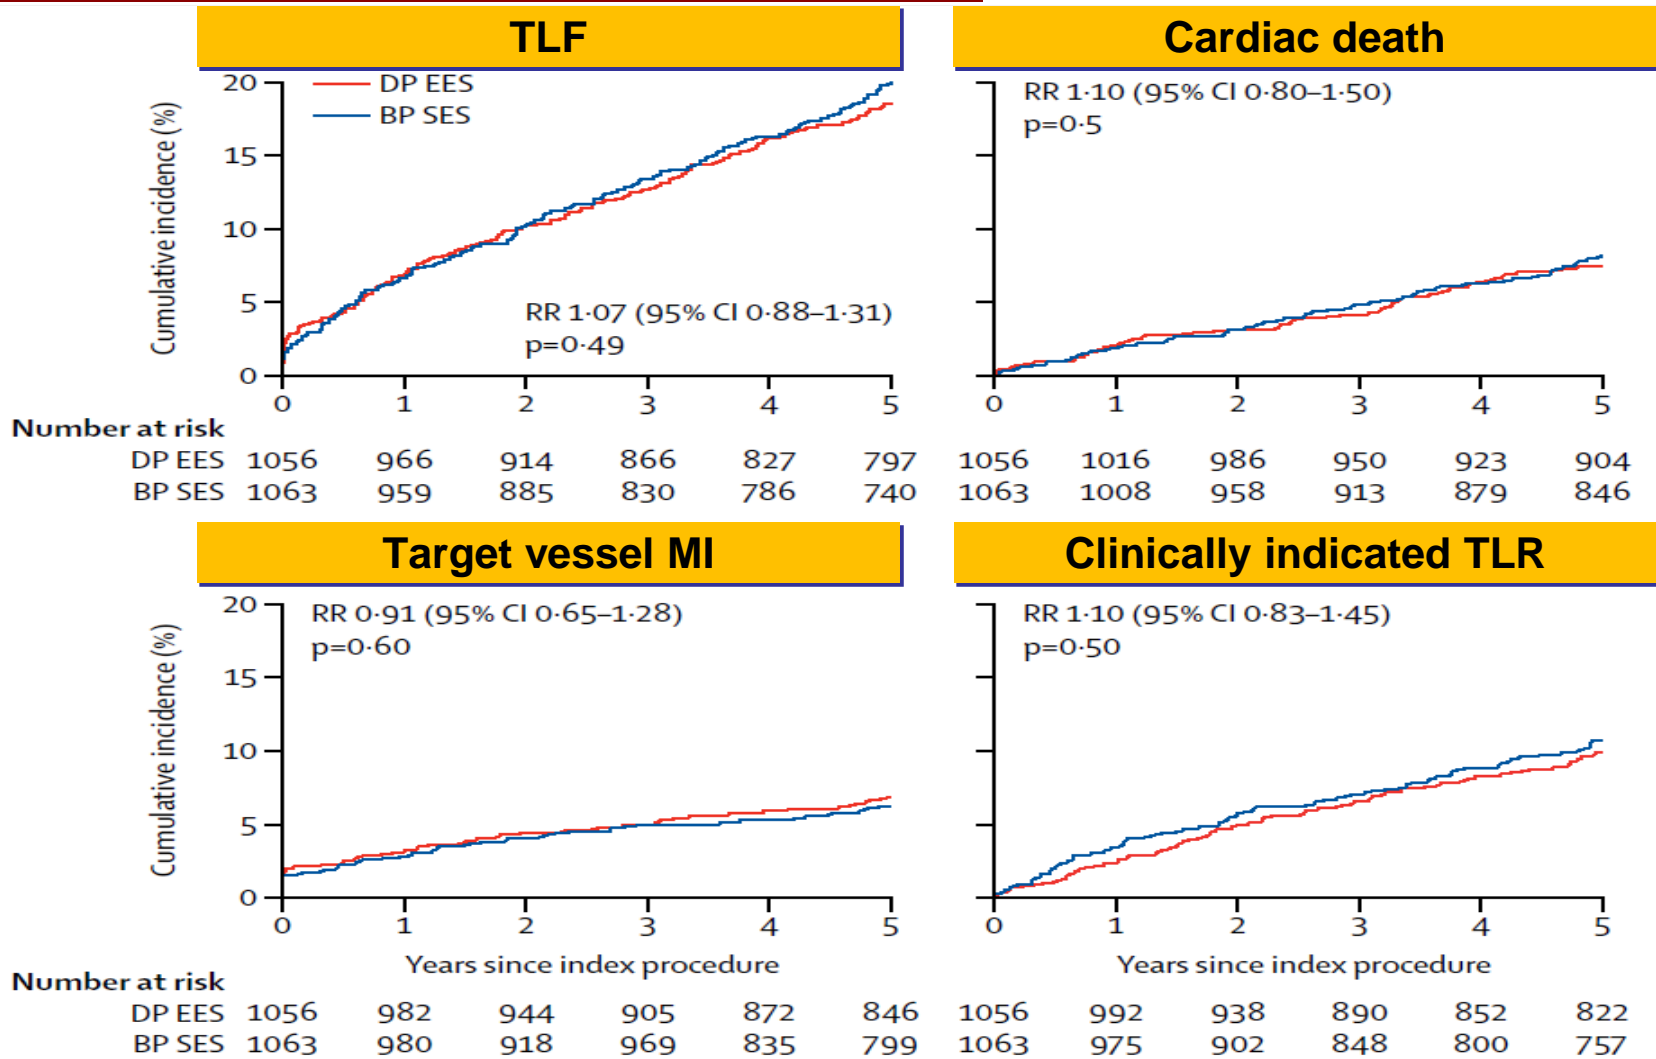 TLF
20
15
10
5
0
Cumulative incidence (%)
DP EES
BP SES
RR 1·07 (95% CI 0·88–1·31)
p=0·49
0 1 2 3 4 5
Cardiac death
RR 1·10 (95% CI 0·80–1·50)
p=0·5
0 1 2 3 4 5
Number at risk
DP EES 1056 966 914 866 827 797 1056 1016 986 950 923 904
BP SES 1063 959 885 830 786 740 1063 1008 958 913 879 846
Target vessel MI
20
15
10
5
0
Cumulative incidence (%)
RR 0·91 (95% CI 0·65–1·28)
p=0·60
0 1 2 3 4 5
Years since index procedure
Clinically indicated TLR
RR 1·10 (95% CI 0·83–1·45)
p=0·50
0 1 2 3 4 5
Years since index procedure
Number at risk
DP EES 1056 982 944 905 872 846 1056 992 938 890 852 822
BP SES 1063 980 918 969 835 799 1063 975 902 848 800 757